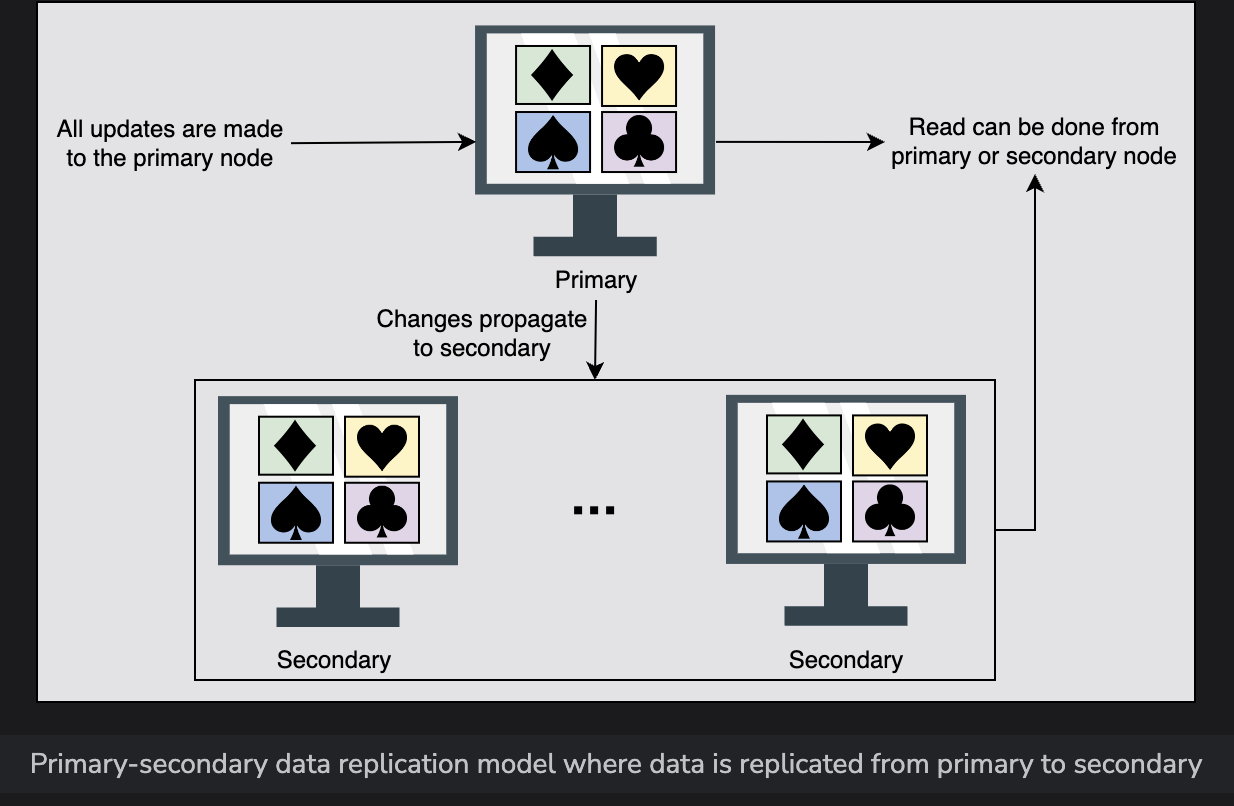 All updates are made
to the primary node
Read can be done from
primary or secondary node
Primary
Changes propagate
to secondary
...
Secondary
Secondary
Primary-secondary data replication model where data is replicated from primary to secondary